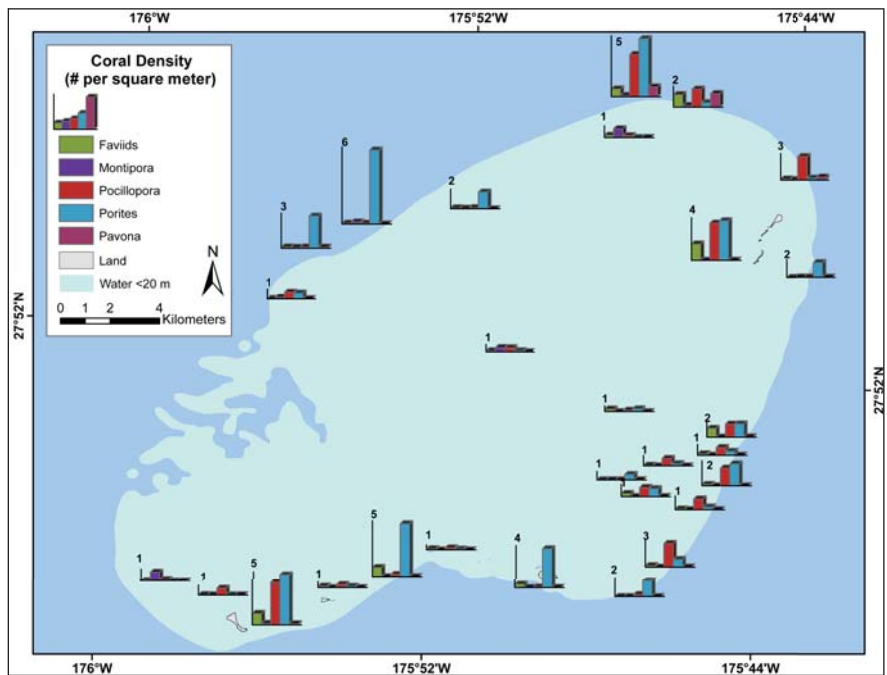 176°W 175°52'W 175°44'W
Coral Density
(# per square meter)
Faviids
Montipora
Pocillopora
Porites
Pavona
Land
Water <20 m
N
0 1 2 4
Kilometers
27°52'N
27°52'N
5
2
1
6
2
3
3
4
2
1
1
1
2
1
1
2
1
1
3
5
1
4
2
1
1
5
1
176°W 175°52'W 175°44'W